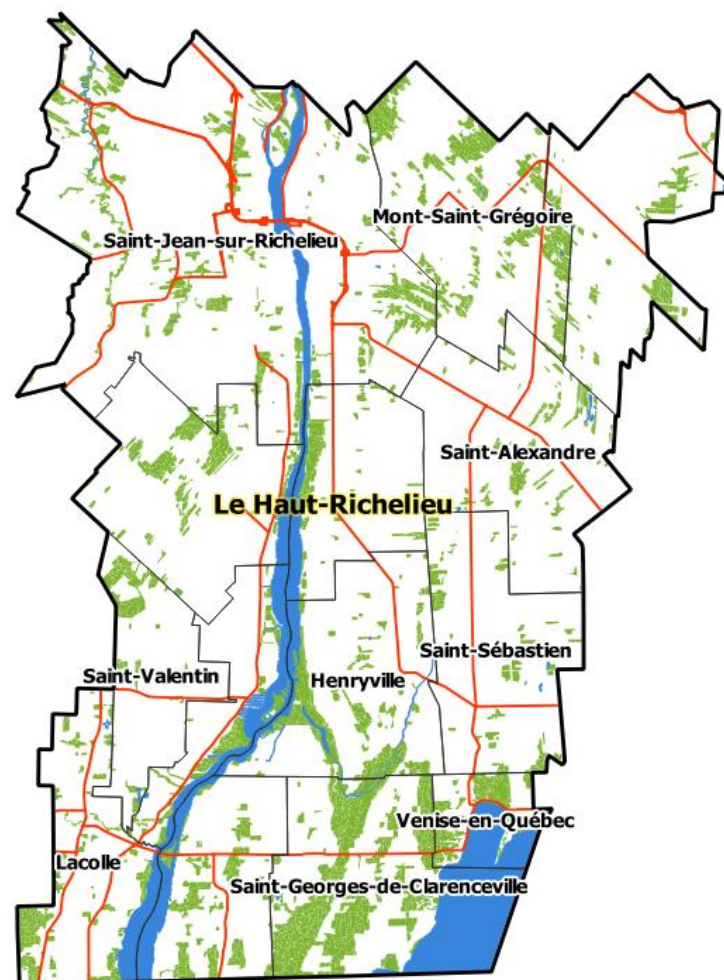 Mont-Saint-Grégoire
Saint-Jean-sur-Richelieu
Saint-Alexandre
Le Haut-Richelieu
Saint-Sébastien
Saint-Valentin
Henryville
Venise-en-Québec
Lacolle
Saint-Georges-de-Clarenceville